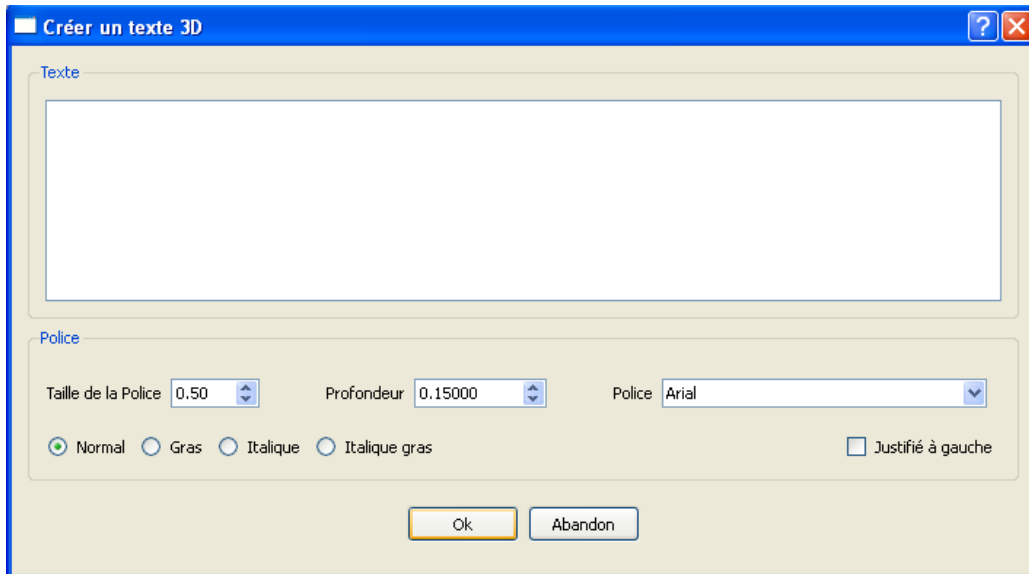 Créer un texte 3D
Texte
Police
Taille de la Police 0.50 Profondeur 0.15000 Police Arial
Normal Gras Italique Italique gras Justifié à gauche
Ok Abandon